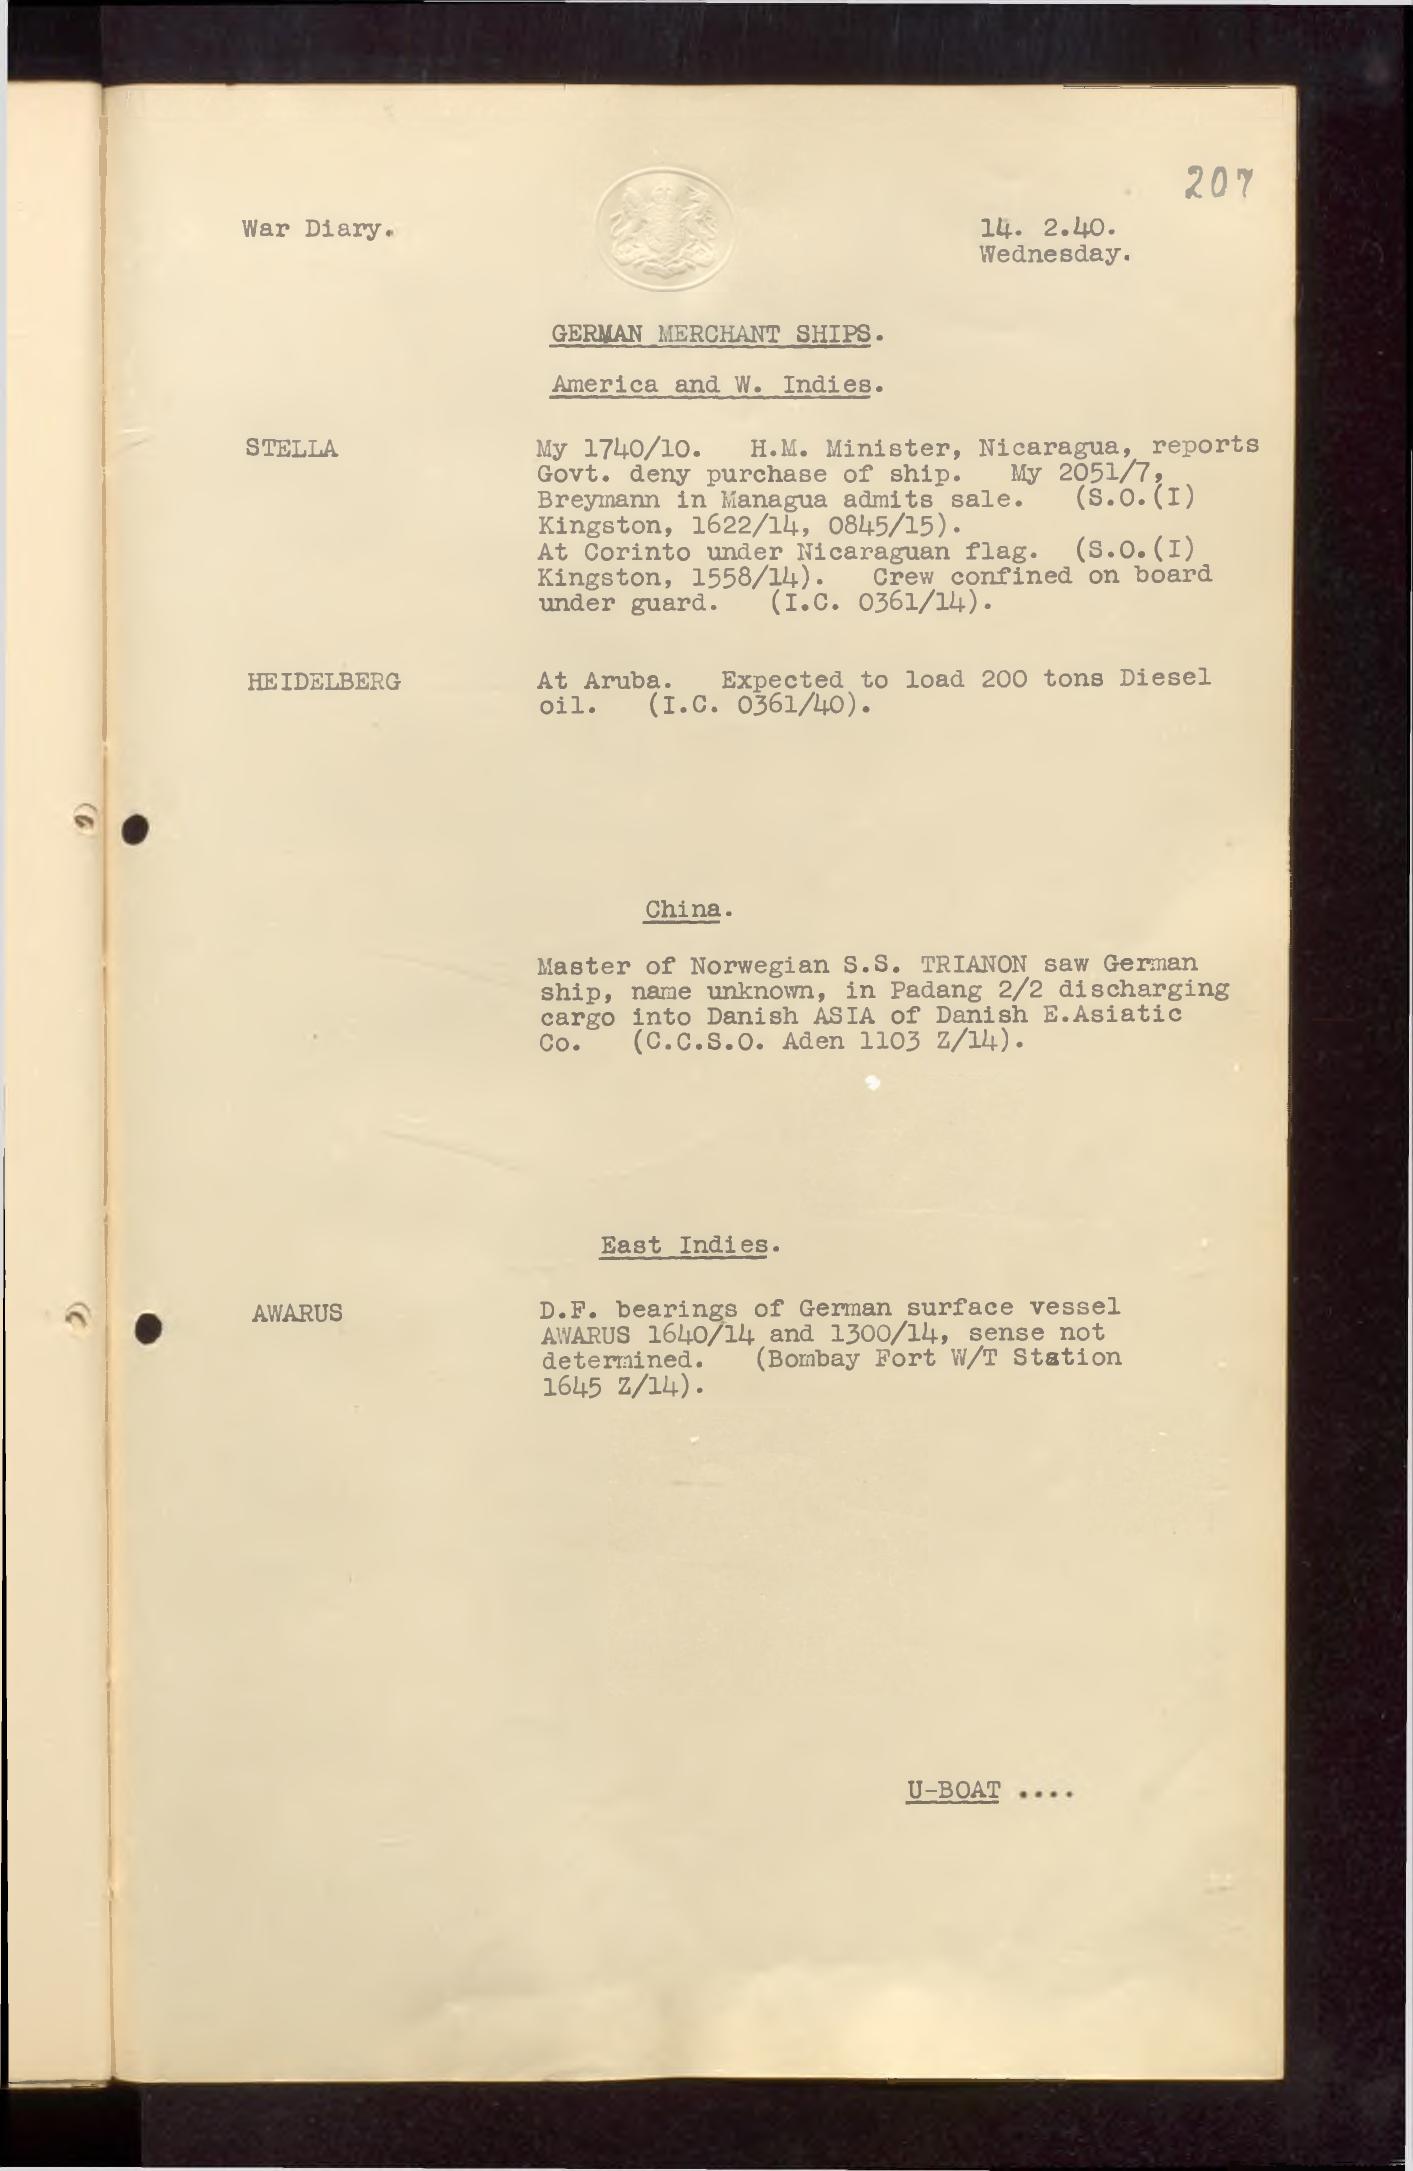 207
War Diary.
14. 2.40.
Wednesday.
GERMAN MERCHANT SHIPS.
America and W. Indies.
STELLA
My 1740/10. H.M. Minister, Nicaragua, reports
Govt. deny purchase of ship. My 2051/7,
Breymann in Managua admits sale. (S.O.(I)
Kingston, 1622/14, 0845/15).
At Corinto under Nicaraguan flag. (S.O.(I)
Kingston, 1558/14). Crew confined on board
under guard. (I.C. 0361/14).
HEIDELBERG
At Aruba. Expected to load 200 tons Diesel
oil. (I.C. 0361/40).
China.
Master of Norwegian S.S. TRIANON saw German
ship, name unknown, in Padang 2/2 discharging
cargo into Danish ASIA of Danish E.Asiatic
Co. (C.C.S.O. Aden 1103 Z/14).
East Indies.
AWARUS
D.F. bearings of German surface vessel
AWARUS 1640/14 and 1300/14, sense not
determined. (Bombay Fort W/T Station
1645 Z/14).
U-BOAT ....